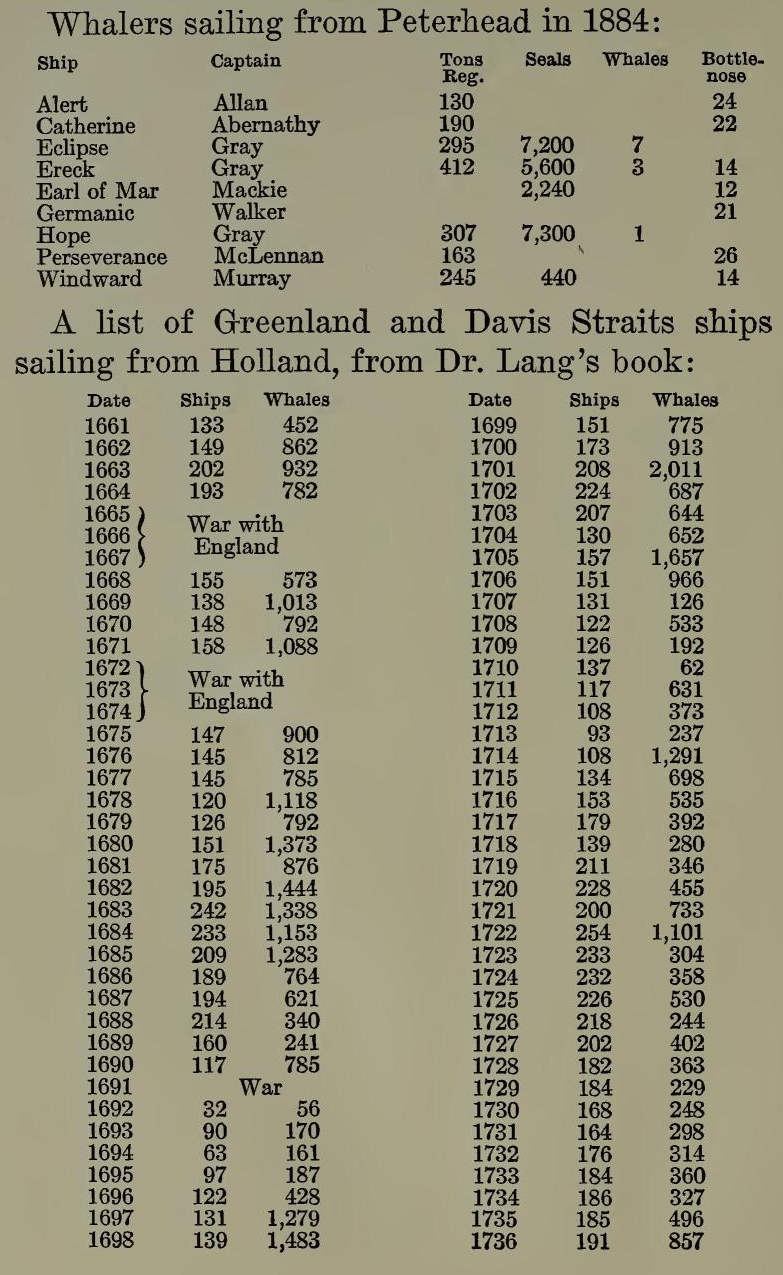 Whalers sailing from Peterhead in 1884:
Ship Captain Tons Reg. Seals Whales Bottle-nose
Alert Allan 130 24
Catherine Abernathy 190 22
Eclipse Gray 295 7,200 7
Ereck Gray 412 5,600 3 14
Earl of Mar Mackie 2,240 12
Germanic Walker 21
Hope Gray 307 7,300 1
Perseverance McLennan 163 26
Windward Murray 245 440 14
A list of Greenland and Davis Straits ships
sailing from Holland, from Dr. Lang's book:
Date Ships Whales
1661 133 452
1662 149 862
1663 202 932
1664 193 782
1665
1666
1667
War with
England
1668 155 573
1669 138 1,013
1670 148 792
1671 158 1,088
1672
1673
1674
War with
England
1675 147 900
1676 145 812
1677 145 785
1678 120 1,118
1679 126 792
1680 151 1,373
1681 175 876
1682 195 1,444
1683 242 1,338
1684 233 1,153
1685 209 1,283
1686 189 764
1687 194 621
1688 214 340
1689 160 241
1690 117 785
1691 War
1692 32 56
1693 90 170
1694 63 161
1695 97 187
1696 122 428
1697 131 1,279
1698 139 1,483
Date Ships Whales
1699 151 775
1700 173 913
1701 208 2,011
1702 224 687
1703 207 644
1704 130 652
1705 157 1,657
1706 151 966
1707 131 126
1708 122 533
1709 126 192
1710 137 62
1711 117 631
1712 108 373
1713 93 237
1714 108 1,291
1715 134 698
1716 153 535
1717 179 392
1718 139 280
1719 211 346
1720 228 455
1721 200 733
1722 254 1,101
1723 233 304
1724 232 358
1725 226 530
1726 218 244
1727 202 402
1728 182 363
1729 184 229
1730 168 248
1731 164 298
1732 176 314
1733 184 360
1734 186 327
1735 185 496
1736 191 857